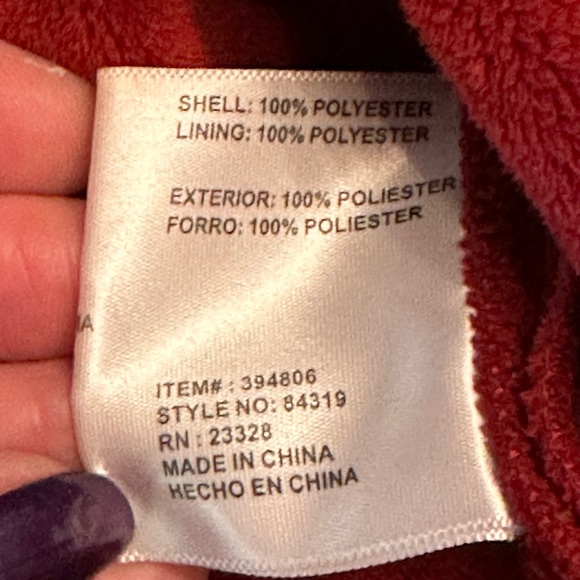 SHELL: 100% POLYESTER
LINING: 100% POLYESTER
EXTERIOR: 100% POLIESTER
FORRO: 100% POLIESTER
ITEM# : 394806
STYLE NO: 84319
RN : 23328
MADE IN CHINA
HECHO EN CHINA